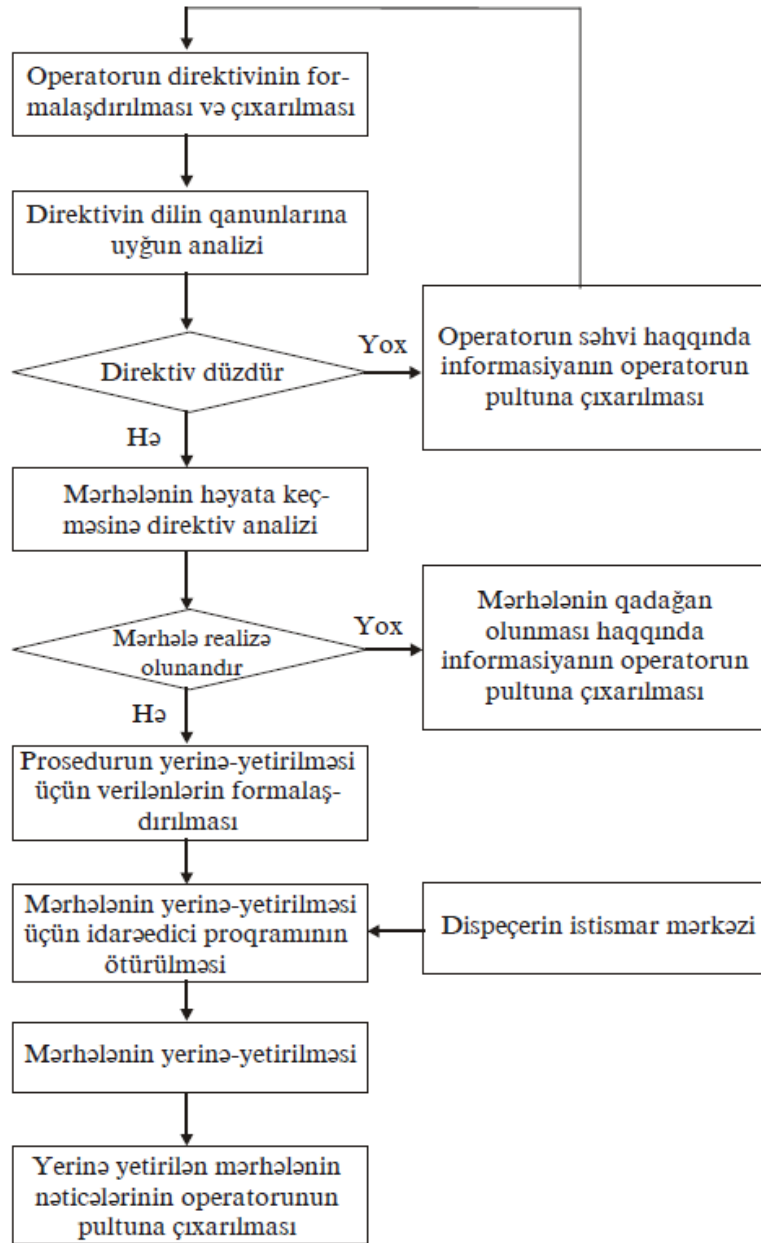 Operatorun direktivinin for-
malaşdırılması və çıxarılması
Direktivin dilin qanunlarına
uyğun analizi
Direktiv düzdür
Yox
Operatorun səhvi haqqında
informasiyanın operatorun
pultuna çıxarılması
Hə
Mərhələnin həyata keç-
məsinə direktiv analizi
Mərhələ realizə
olunandır
Yox
Mərhələnin qadağan
olunması haqqında
informasiyanın operatorun
pultuna çıxarılması
Hə
Prosedurun yerinə-yetirilməsi
üçün verilənlərin formalaş-
dırılması
Mərhələnin yerinə-yetirilməsi
üçün idarəedici proqramının
ötürülməsi
Dispeçerin istismar mərkəzi
Mərhələnin yerinə-yetirilməsi
Yerinə yetirilən mərhələnin
nəticələrinin operatorunun
pultuna çıxarılması